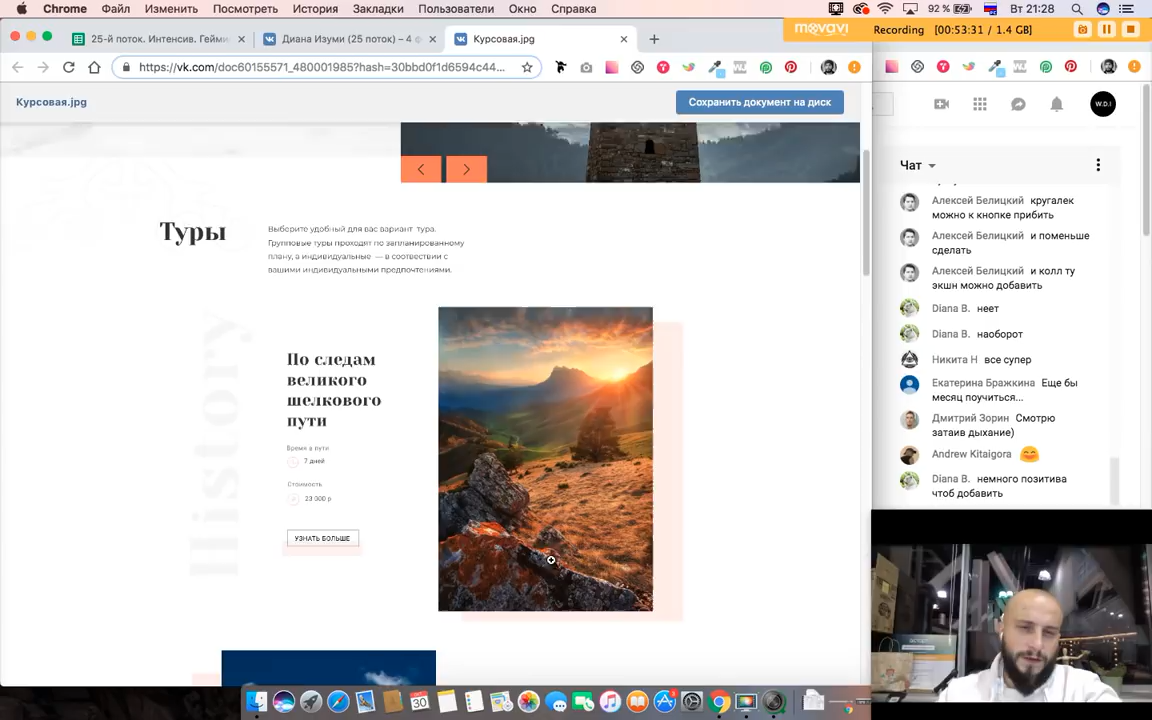 Chrome Файл Изменить Посмотреть История Закладки Пользователи Окно Справка
92 % Вт 21:28
movavi Recording [00:53:31 / 1.4 GB]
25-й поток. Интенсив. Гейми
Диана Изуми (25 поток) – 4 ф
Курсовая.jpg
https://vk.com/doc60155571_480001985?hash=30bbd0f1d6594c44...
Курсовая.jpg
Сохранить документ на диск
W.D.I
Туры
Выберите удобный для вас вариант тура.
Групповые туры проходят по запланированному
плану, а индивидуальные — в соотвествии с
вашими индивидуальными предпочтениями.
History
По следам
великого
шелкового
пути
Время в пути
7 дней
Стоимость
23 000 р
УЗНАТЬ БОЛЬШЕ
Чат
Алексей Белицкий кругалек
можно к кнопке прибить
Алексей Белицкий и поменьше
сделать
Алексей Белицкий и колл ту
экшн можно добавить
Diana B. неет
Diana B. наоборот
Никита Н все супер
Екатерина Бражкина Еще бы
месяц поучиться...
Дмитрий Зорин Смотрю
затаив дыхание)
Andrew Kitaigora
Diana B. немного позитива
чтоб добавить
30